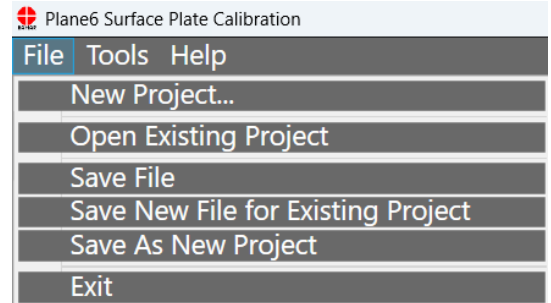 Plane6 Surface Plate Calibration
File Tools Help
New Project...
Open Existing Project
Save File
Save New File for Existing Project
Save As New Project
Exit